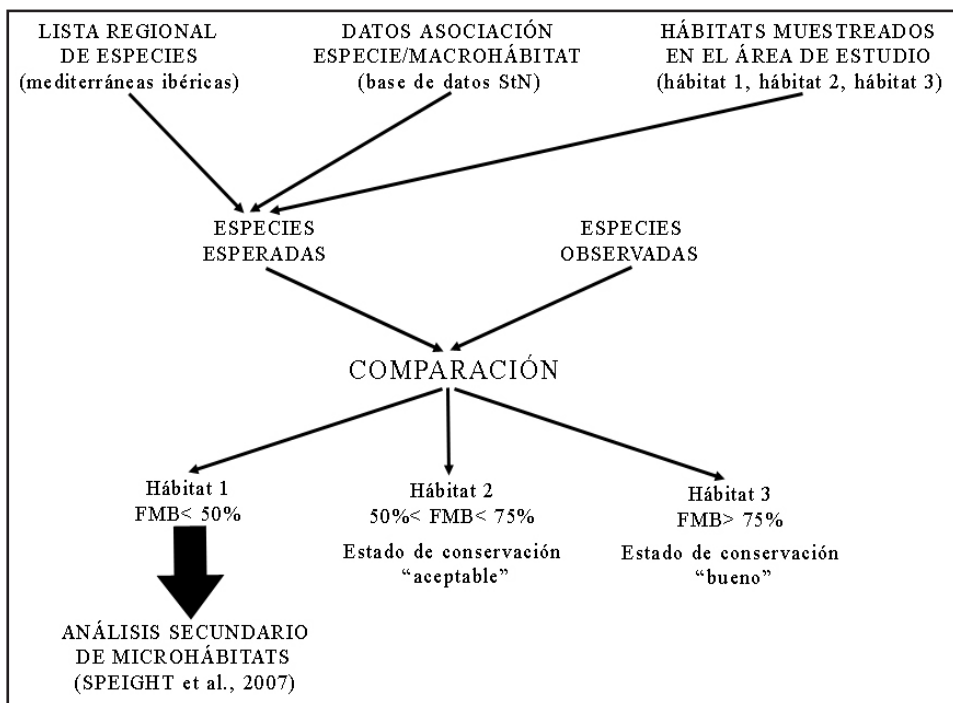 LISTA REGIONAL
DE ESPECIES
(mediterráneas ibéricas)
DATOS ASOCIACIÓN
ESPECIE/MACROHÁBITAT
(base de datos StN)
HÁBITATS MUESTREADOS
EN EL ÁREA DE ESTUDIO
(hábitat 1, hábitat 2, hábitat 3)
ESPECIES
ESPERADAS
ESPECIES
OBSERVADAS
COMPARACIÓN
Hábitat 1
FMB< 50%
Hábitat 2
50%< FMB< 75%
Estado de conservación
“aceptable”
Hábitat 3
FMB> 75%
Estado de conservación
“bueno”
ANÁLISIS SECUNDARIO
DE MICROHÁBITATS
(SPEIGHT et al., 2007)